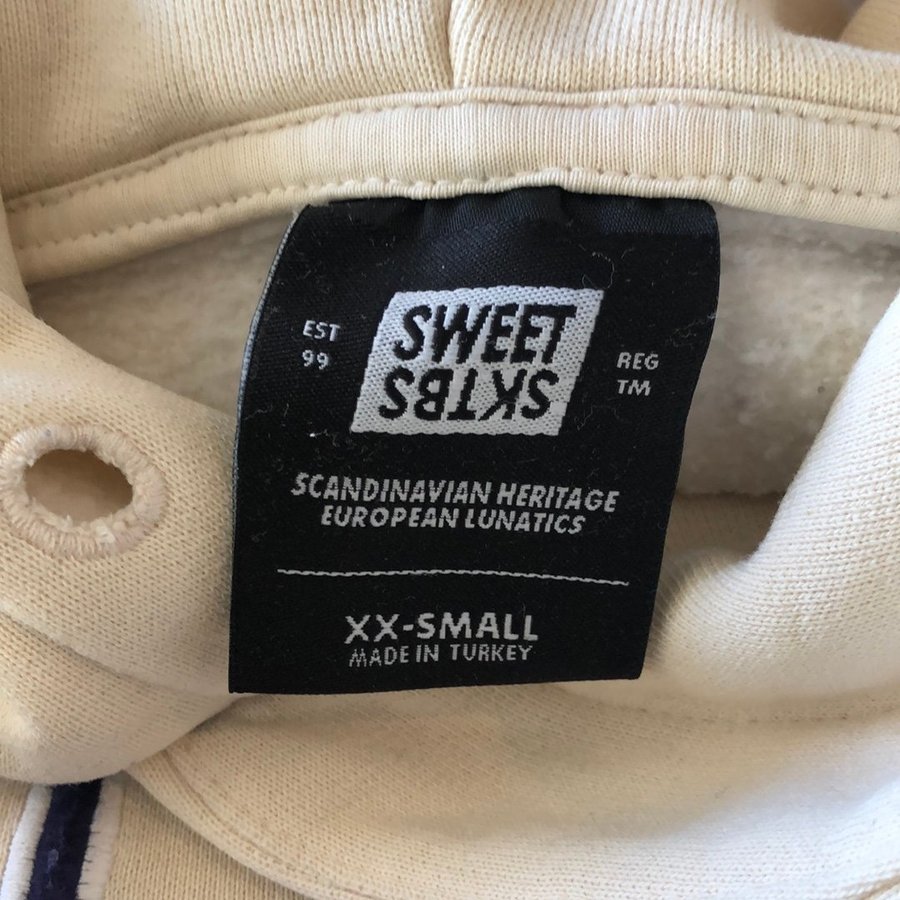 EST
99
SWEET
SKTBS
REG
TM
SCANDINAVIAN HERITAGE
EUROPEAN LUNATICS
XX-SMALL
MADE IN TURKEY